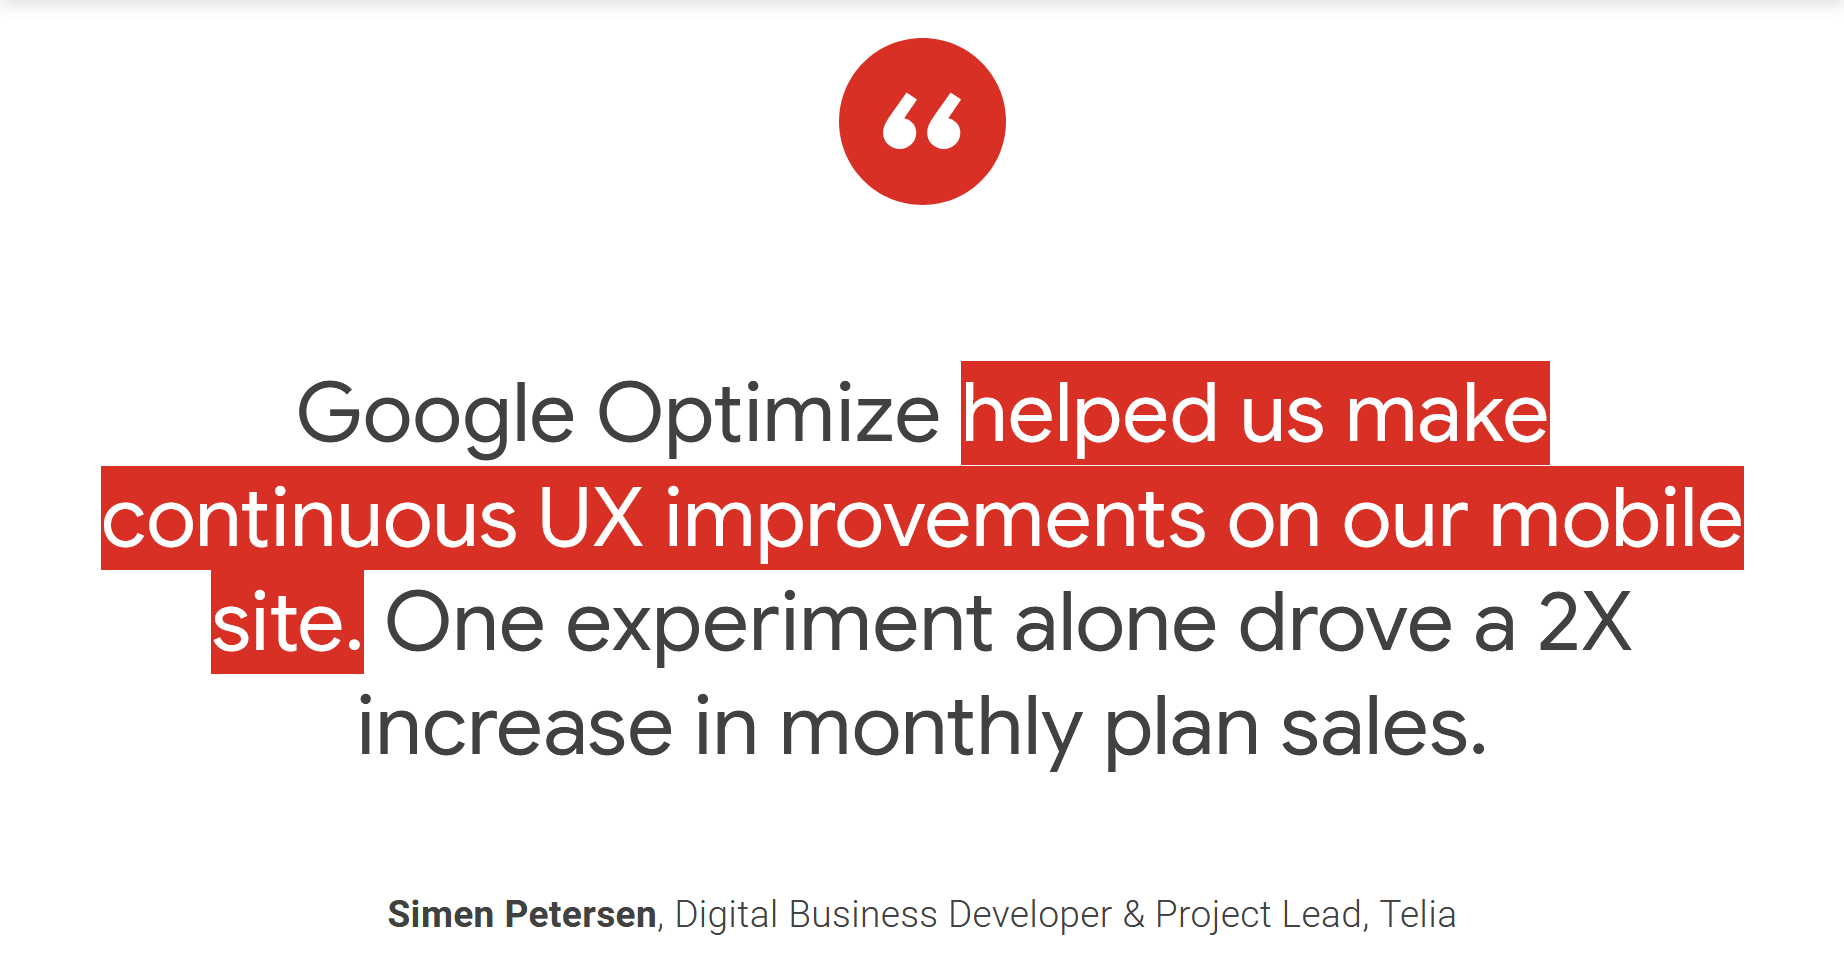 “
Google Optimize helped us make
continuous UX improvements on our mobile
site. One experiment alone drove a 2X
increase in monthly plan sales.
Simen Petersen, Digital Business Developer & Project Lead, Telia